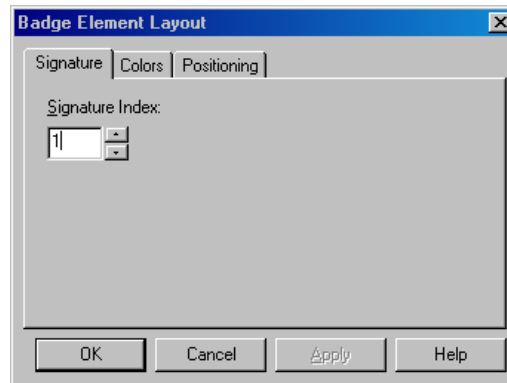 Badge Element Layout
Signature Colors Positioning
Signature Index:
1
OK Cancel Apply Help